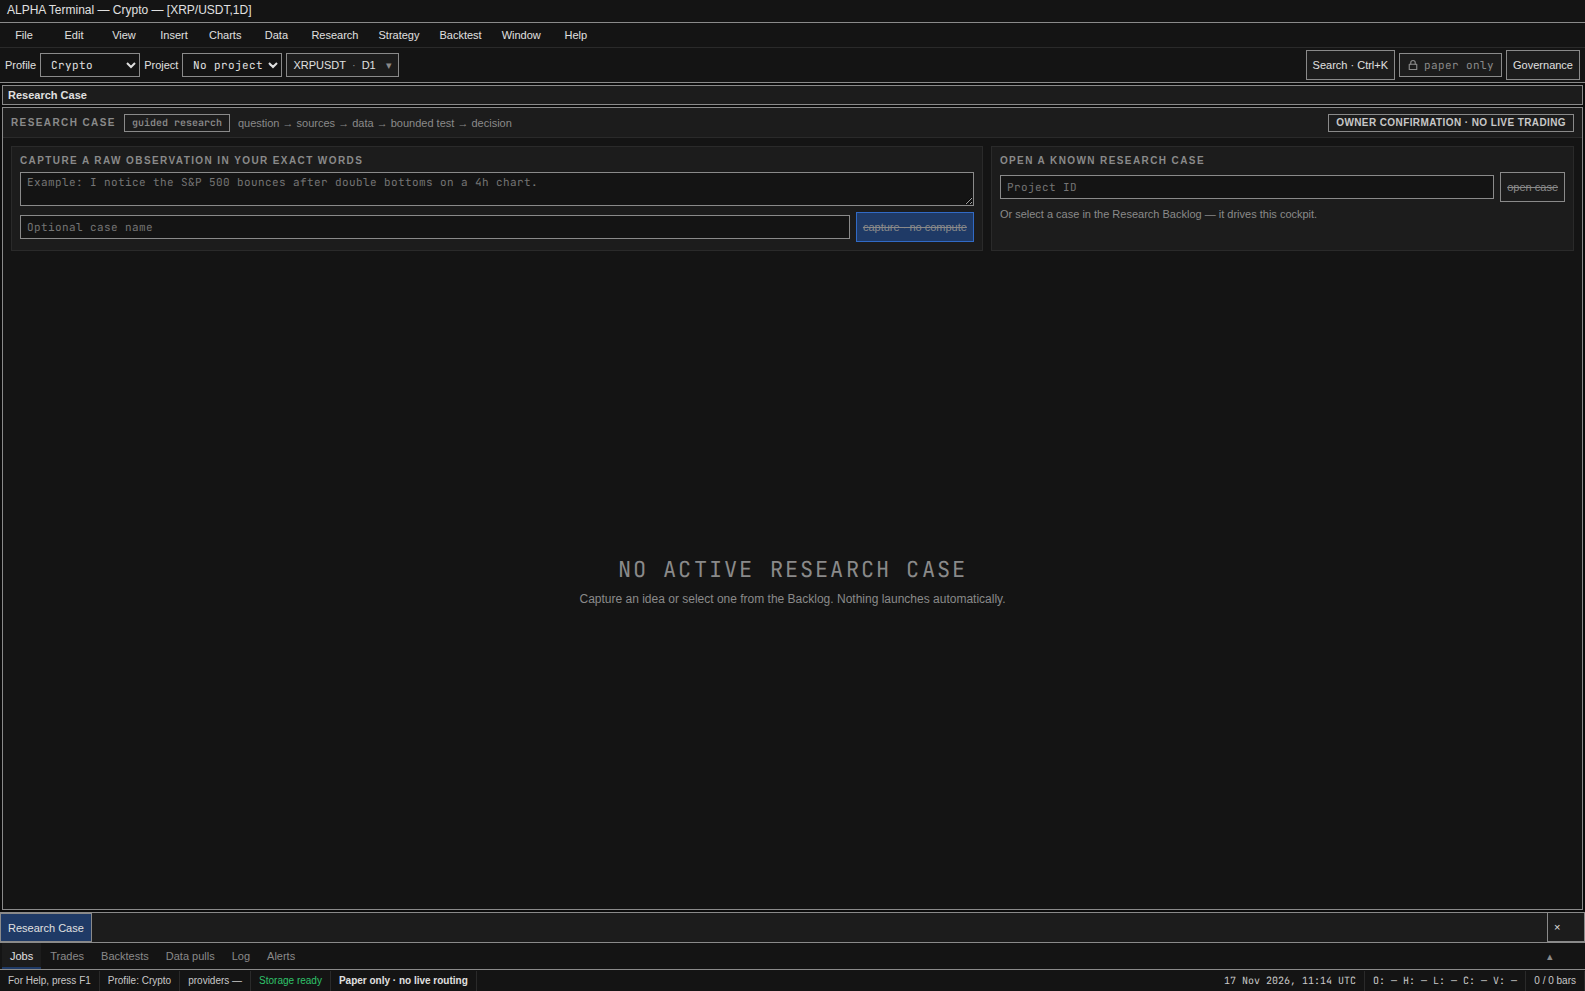 ALPHA Terminal — Crypto — [XRP/USDT,1D]
File Edit View Insert Charts Data Research Strategy Backtest Window Help
Profile Crypto Project No project XRPUSDT · D1 ▾ Search · Ctrl+K paper only Governance
Research Case
RESEARCH CASE guided research question → sources → data → bounded test → decision OWNER CONFIRMATION · NO LIVE TRADING
CAPTURE A RAW OBSERVATION IN YOUR EXACT WORDS
Example: I notice the S&P 500 bounces after double bottoms on a 4h chart.
Optional case name capture · no compute
OPEN A KNOWN RESEARCH CASE
Project ID open case
Or select a case in the Research Backlog — it drives this cockpit.
NO ACTIVE RESEARCH CASE
Capture an idea or select one from the Backlog. Nothing launches automatically.
Research Case ×
Jobs Trades Backtests Data pulls Log Alerts ▴
For Help, press F1 Profile: Crypto providers — Storage ready Paper only · no live routing 17 Nov 2026, 11:14 UTC O: — H: — L: — C: — V: — 0 / 0 bars